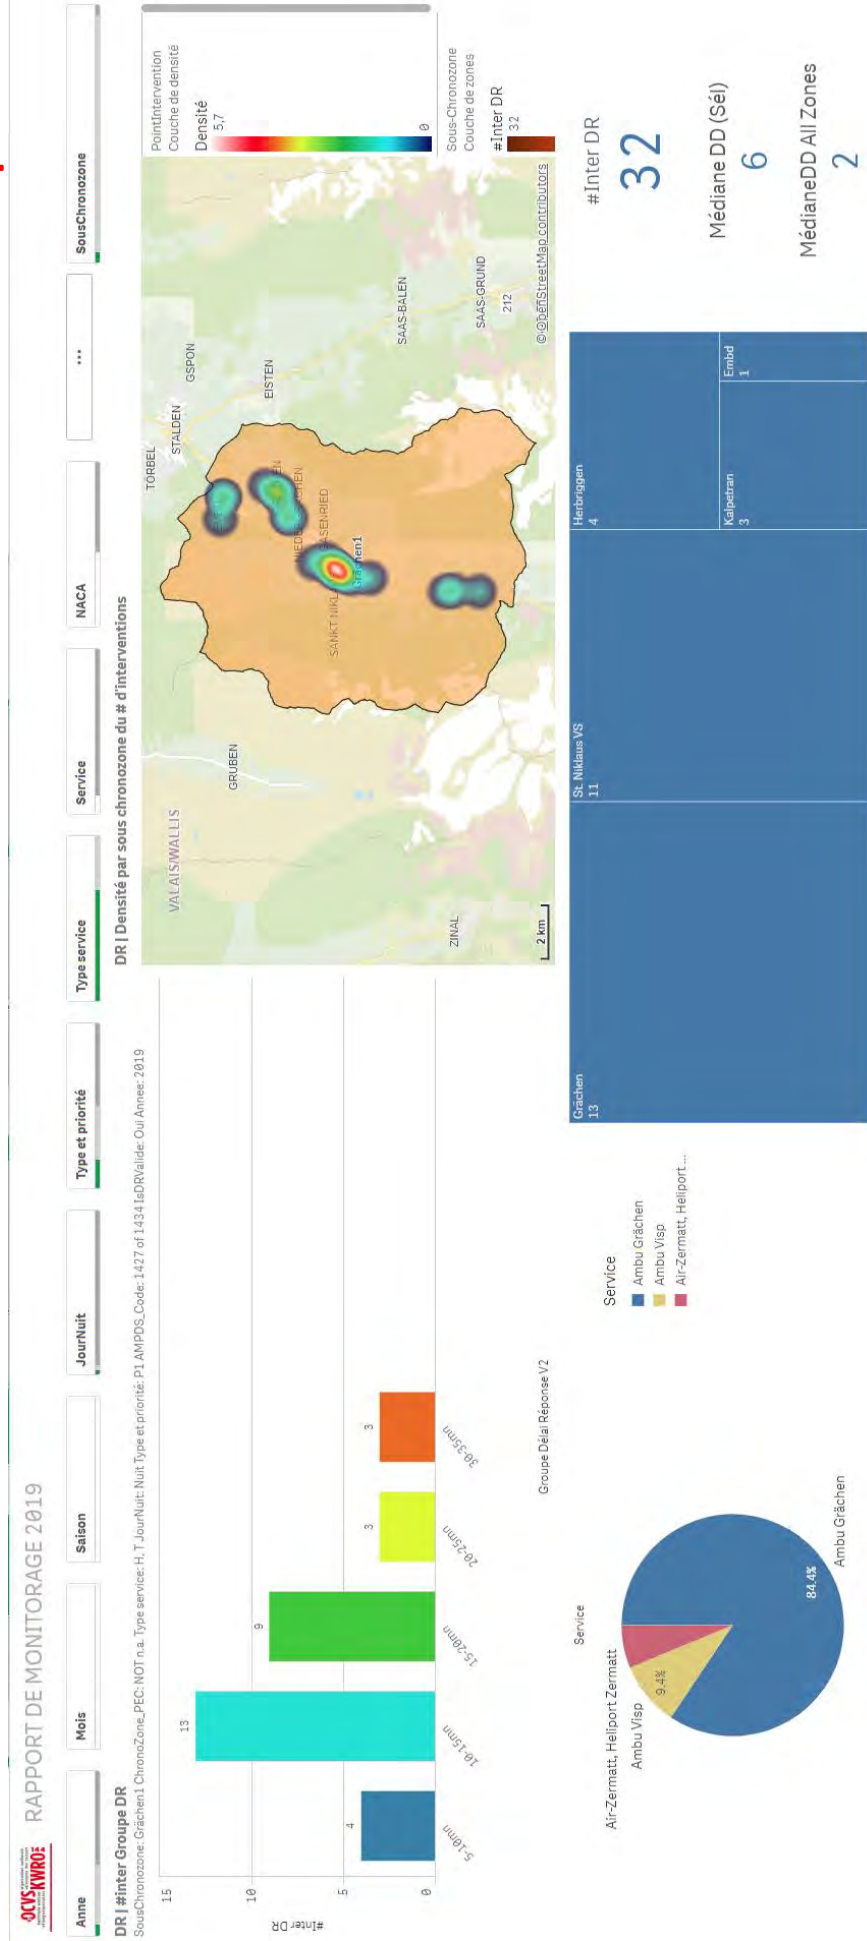 OCVS
KWRO
RAPPORT DE MONITORAGE 2019
Anne
Mois
Saison
JourNuit
Type et priorité
Type service
Service
NACA
...
SousChronozone
DR | #inter Groupe DR
SousChronozone: Grächen1 ChronoZone_PEC: NOT n.a. Type service: H, T JourNuit: Nuit Type et priorité: P1 AMPDS_Code: 1427 of 1434 IsDRValide: Oui Annee: 2019
#Inter DR
15
10
5
0
4
13
9
3
3
5-10mn
10-15mn
15-20mn
20-25mn
30-35mn
Groupe Délai Réponse V2
DR | Densité par sous chronozone du # d'interventions
VALAIS/WALLIS
GRUBEN
ZINAL
TÖRBEL
STALDEN
GSPON
EISTEN
SAAS-BALEN
SAAS-GRUND
212
GASENRIED
SANKT NIKLA
Grächen1
2 km
© OpenStreetMap contributors
PointIntervention
Couche de densité
Densité
5,7
0
Sous-Chronozone
Couche de zones
#Inter DR
32
Service
Air-Zermatt, Heliport Zermatt
Ambu Visp
9.4%
84.4%
Ambu Grächen
Service
Ambu Grächen
Ambu Visp
Air-Zermatt, Heliport ...
Grächen
13
St. Niklaus VS
11
Herbriggen
4
Kalpetran
3
Embd
1
#Inter DR
32
Médiane DD (Sél)
6
MédianeDD All Zones
2